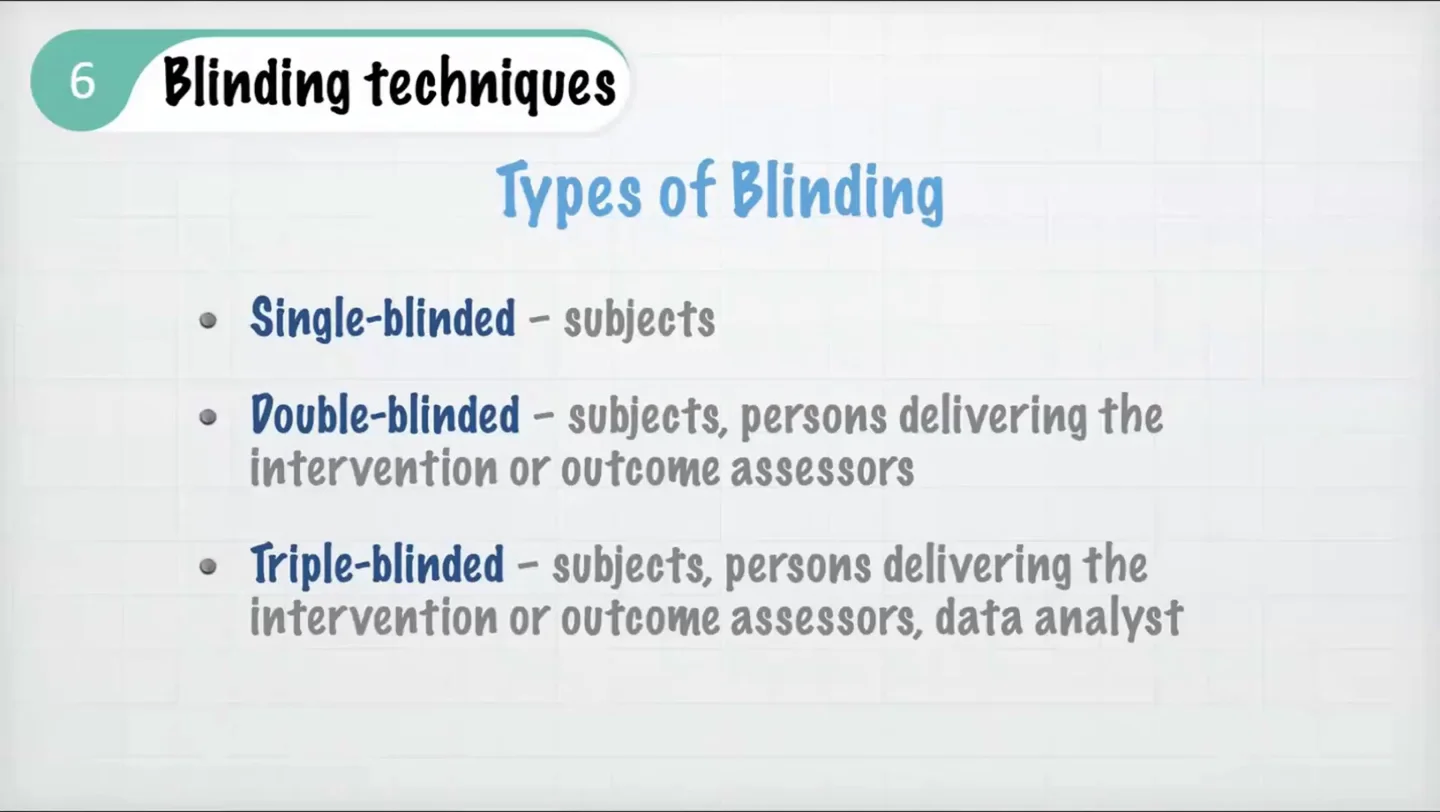 6
Blinding techniques
Types of Blinding
• Single-blinded – subjects
• Double-blinded – subjects, persons delivering the
intervention or outcome assessors
• Triple-blinded – subjects, persons delivering the
intervention or outcome assessors, data analyst